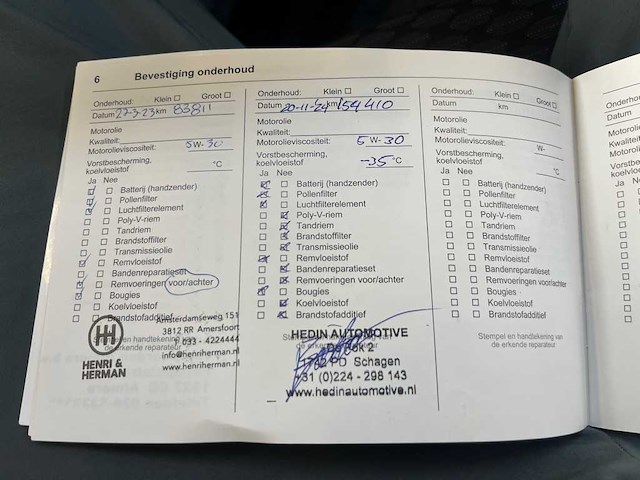 6 Bevestiging onderhoud
Onderhoud: Klein ☐ Groot ☐
Datum 27-3-23 km 83811
Motorolie
Kwaliteit:
Motorolieviscositeit: 5W-30
Vorstbescherming,
koelvloeistof °C
Ja Nee
Batterij (handzender)
Pollenfilter
Luchtfilterelement
Poly-V-riem
Tandriem
Brandstoffilter
Transmissieolie
Remvloeistof
Bandenreparatieset
Remvoeringen voor/achter
Bougies
Koelvloeistof
Brandstofadditief
Amsterdamseweg 151
3812 RR Amersfoort
Stempel en handtekening van
T 033 - 4224444
de erkende reparateur
info@henriherman.nl
www.henriherman.nl
HENRI &
HERMAN
Onderhoud: Klein ☐ Groot ☐
Datum 20-11-24 km 154410
Motorolie
Kwaliteit:
Motorolieviscositeit: 5W-30
Vorstbescherming,
koelvloeistof -35°C
Ja Nee
Batterij (handzender)
Pollenfilter
Luchtfilterelement
Poly-V-riem
Tandriem
Brandstoffilter
Transmissieolie
Remvloeistof
Bandenreparatieset
Remvoeringen voor/achter
Bougies
Koelvloeistof
Brandstofadditief
HEDIN AUTOMOTIVE
Schagen
+31 (0)224 - 298 143
www.hedinautomotive.nl
Onderhoud: Klein ☐ Groot ☐
Datum km
Motorolie
Kwaliteit:
Motorolieviscositeit: W-
Vorstbescherming,
koelvloeistof °C
Ja Nee
Batterij (handzender)
Pollenfilter
Luchtfilterelement
Poly-V-riem
Tandriem
Brandstoffilter
Transmissieolie
Remvloeistof
Bandenreparatieset
Remvoeringen voor/achter
Bougies
Koelvloeistof
Brandstofadditief
Stempel en handtekening van
de erkende reparateur